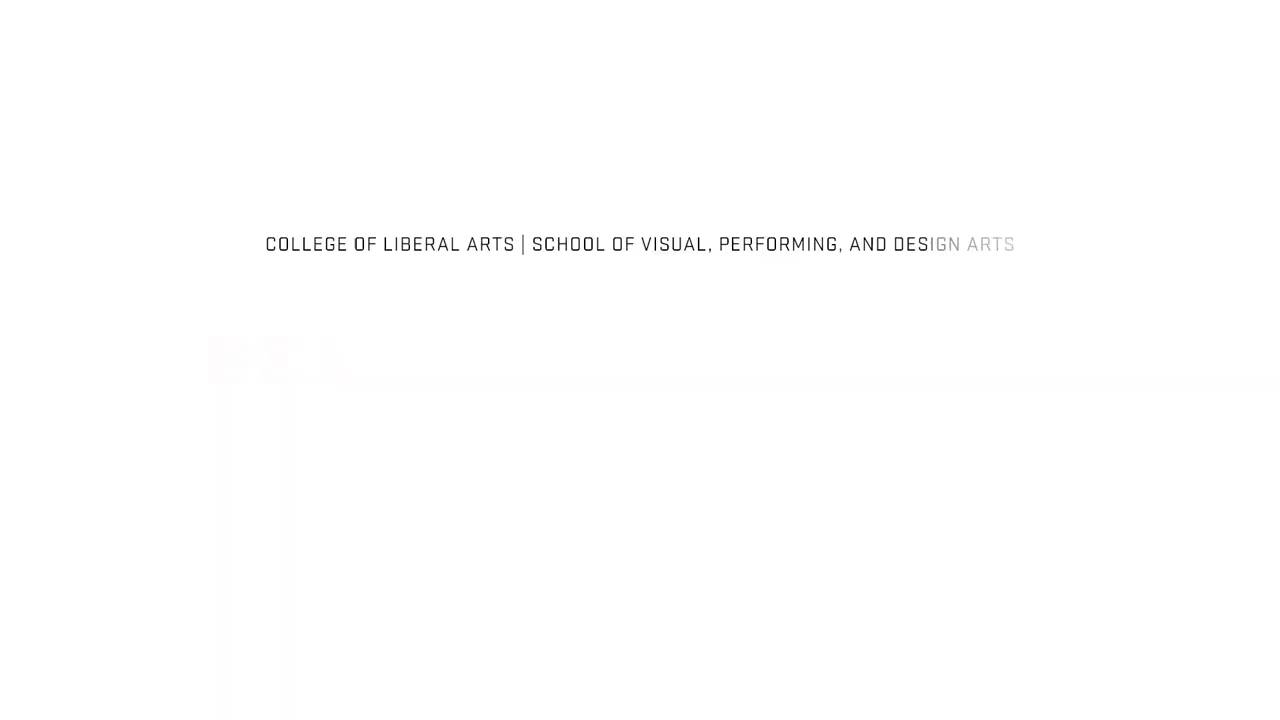 COLLEGE OF LIBERAL ARTS | SCHOOL OF VISUAL, PERFORMING, AND DESIGN ARTS